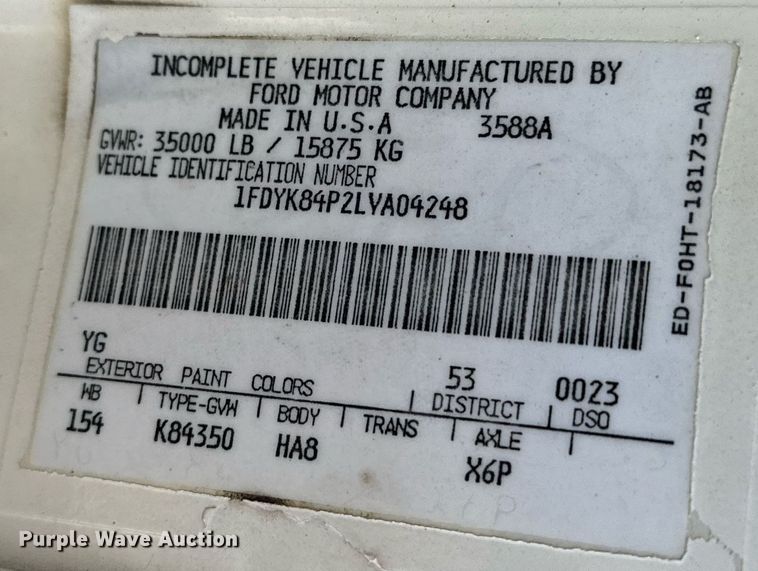 INCOMPLETE VEHICLE MANUFACTURED BY
FORD MOTOR COMPANY
MADE IN U.S.A 3588A
GVWR: 35000 LB / 15875 KG
VEHICLE IDENTIFICATION NUMBER
1FDYK84P2LVA04248
YG 53 0023
EXTERIOR PAINT COLORS DISTRICT DSO
WB TYPE-GVW BODY TRANS AXLE
154 K84350 HA8 X6P
ED-F0HT-18173-AB
Purple Wave Auction